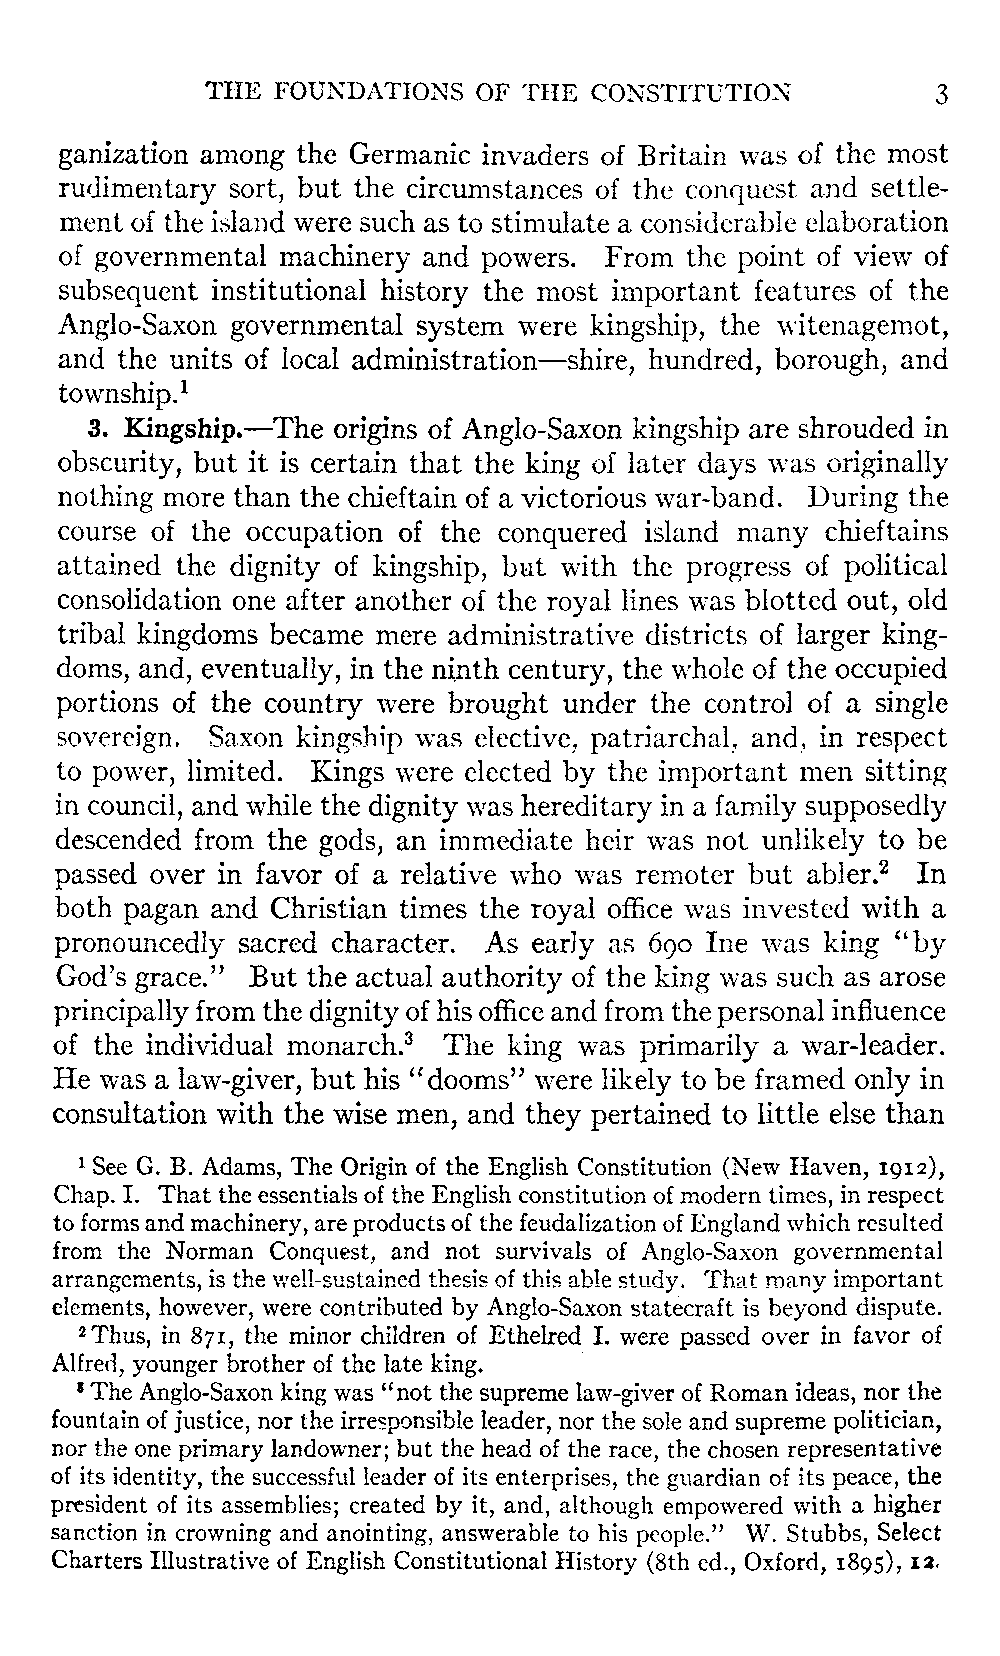 THE FOUNDATIONS OF THE CONSTITUTION 3
ganization among the Germanic invaders of Britain was of the most
rudimentary sort, but the circumstances of the conquest and settle-
ment of the island were such as to stimulate a considerable elaboration
of governmental machinery and powers. From the point of view of
subsequent institutional history the most important features of the
Anglo-Saxon governmental system were kingship, the witenagemot,
and the units of local administration—shire, hundred, borough, and
township.¹
3. Kingship.—The origins of Anglo-Saxon kingship are shrouded in
obscurity, but it is certain that the king of later days was originally
nothing more than the chieftain of a victorious war-band. During the
course of the occupation of the conquered island many chieftains
attained the dignity of kingship, but with the progress of political
consolidation one after another of the royal lines was blotted out, old
tribal kingdoms became mere administrative districts of larger king-
doms, and, eventually, in the ninth century, the whole of the occupied
portions of the country were brought under the control of a single
sovereign. Saxon kingship was elective, patriarchal, and, in respect
to power, limited. Kings were elected by the important men sitting
in council, and while the dignity was hereditary in a family supposedly
descended from the gods, an immediate heir was not unlikely to be
passed over in favor of a relative who was remoter but abler.² In
both pagan and Christian times the royal office was invested with a
pronouncedly sacred character. As early as 690 Ine was king "by
God's grace." But the actual authority of the king was such as arose
principally from the dignity of his office and from the personal influence
of the individual monarch.³ The king was primarily a war-leader.
He was a law-giver, but his "dooms" were likely to be framed only in
consultation with the wise men, and they pertained to little else than
¹ See G. B. Adams, The Origin of the English Constitution (New Haven, 1912),
Chap. I. That the essentials of the English constitution of modern times, in respect
to forms and machinery, are products of the feudalization of England which resulted
from the Norman Conquest, and not survivals of Anglo-Saxon governmental
arrangements, is the well-sustained thesis of this able study. That many important
elements, however, were contributed by Anglo-Saxon statecraft is beyond dispute.
² Thus, in 871, the minor children of Ethelred I. were passed over in favor of
Alfred, younger brother of the late king.
³ The Anglo-Saxon king was "not the supreme law-giver of Roman ideas, nor the
fountain of justice, nor the irresponsible leader, nor the sole and supreme politician,
nor the one primary landowner; but the head of the race, the chosen representative
of its identity, the successful leader of its enterprises, the guardian of its peace, the
president of its assemblies; created by it, and, although empowered with a higher
sanction in crowning and anointing, answerable to his people." W. Stubbs, Select
Charters Illustrative of English Constitutional History (8th ed., Oxford, 1895), 12.